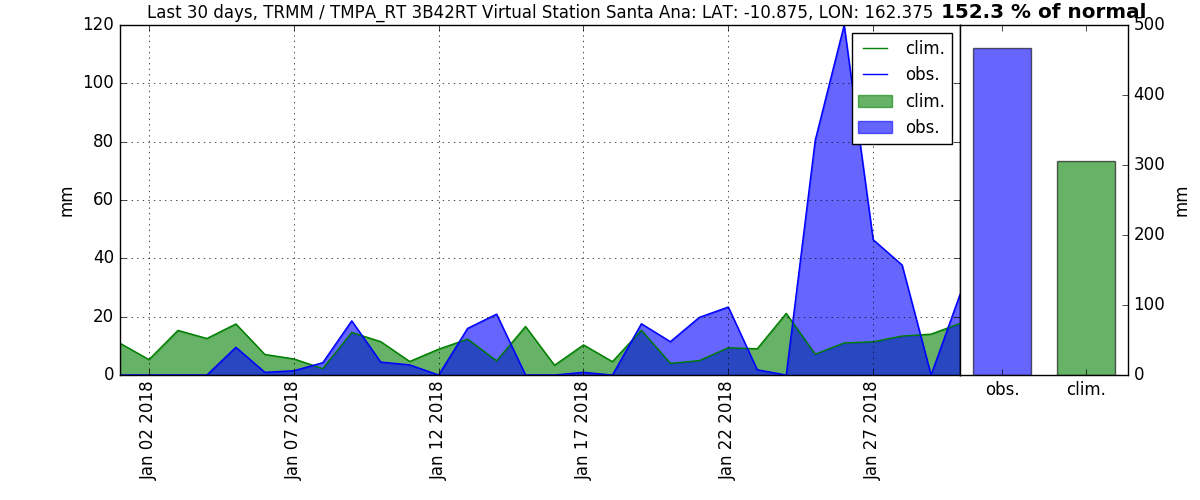 Last 30 days, TRMM / TMPA_RT 3B42RT Virtual Station Santa Ana: LAT: -10.875, LON: 162.375 152.3 % of normal
120
100
80
60
40
20
0
mm
clim.
obs.
clim.
obs.
500
400
300
200
100
0
mm
Jan 02 2018
Jan 07 2018
Jan 12 2018
Jan 17 2018
Jan 22 2018
Jan 27 2018
obs.
clim.